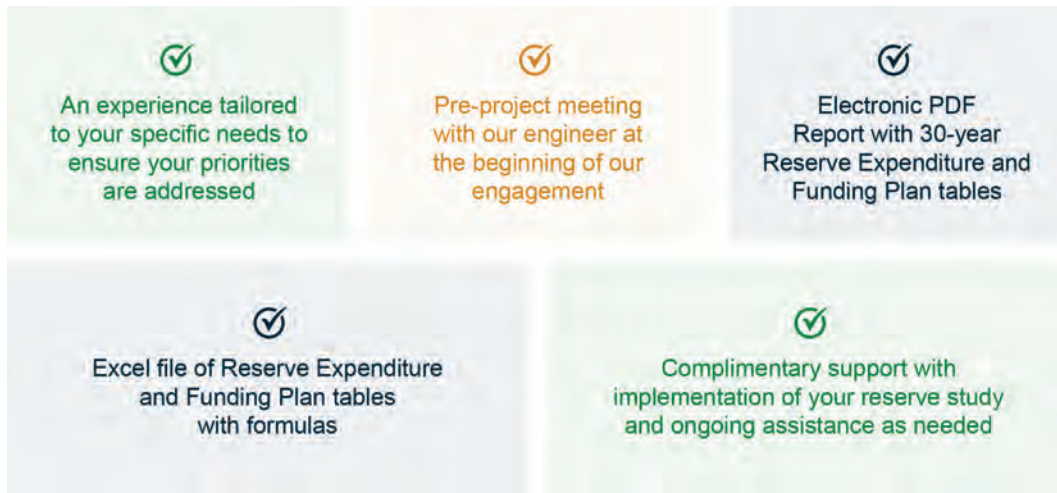 An experience tailored
to your specific needs to
ensure your priorities
are addressed
Pre-project meeting
with our engineer at
the beginning of our
engagement
Electronic PDF
Report with 30-year
Reserve Expenditure and
Funding Plan tables
Excel file of Reserve Expenditure
and Funding Plan tables
with formulas
Complimentary support with
implementation of your reserve study
and ongoing assistance as needed